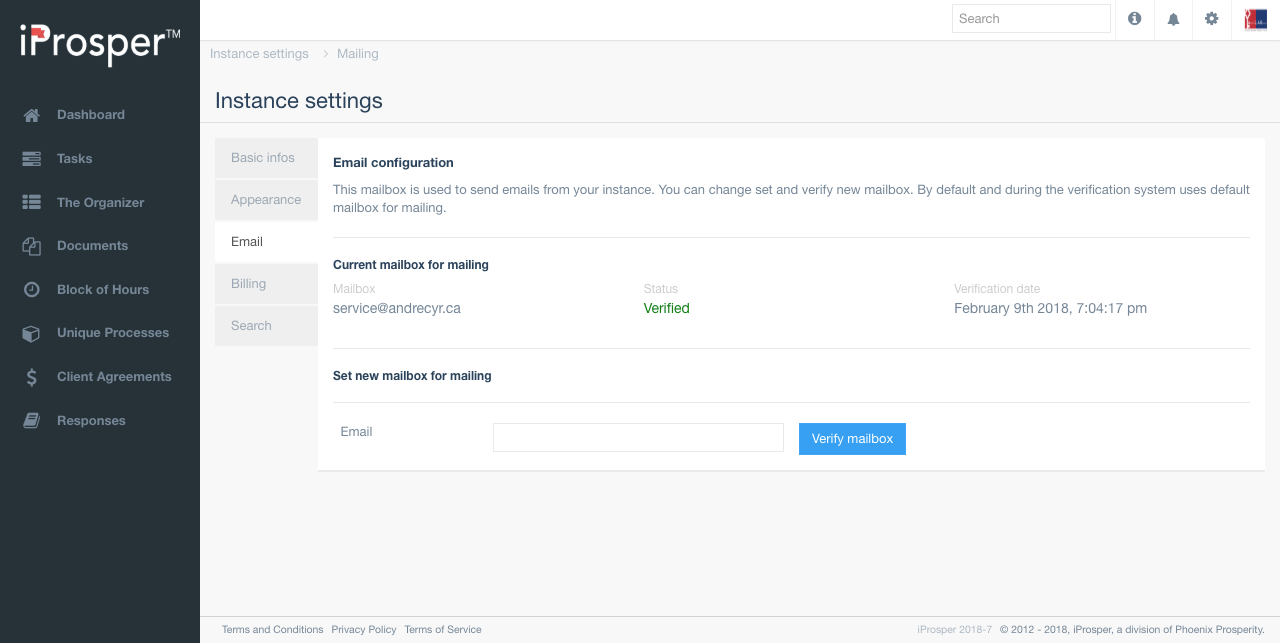 iProsper™
Search
Instance settings > Mailing
Instance settings
Dashboard
Tasks
The Organizer
Documents
Block of Hours
Unique Processes
Client Agreements
Responses
Basic infos
Appearance
Email
Billing
Search
Email configuration
This mailbox is used to send emails from your instance. You can change set and verify new mailbox. By default and during the verification system uses default
mailbox for mailing.
Current mailbox for mailing
Mailbox Status Verification date
service@andrecyr.ca Verified February 9th 2018, 7:04:17 pm
Set new mailbox for mailing
Email Verify mailbox
Terms and Conditions Privacy Policy Terms of Service
iProsper 2018-7 © 2012 - 2018, iProsper, a division of Phoenix Prosperity.